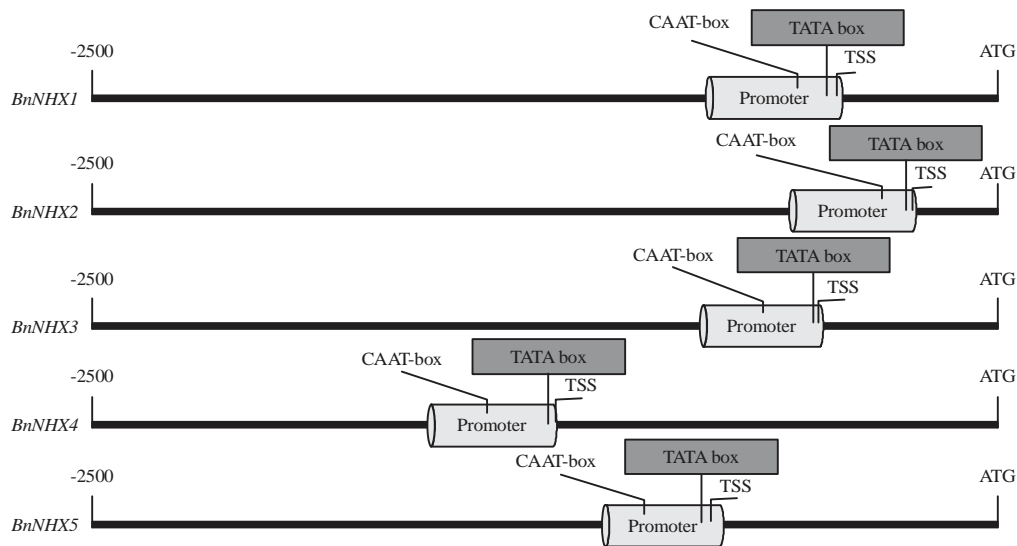 CAAT-box TATA box
-2500 TSS ATG
BnNHX1 Promoter
CAAT-box TATA box
-2500 TSS ATG
BnNHX2 Promoter
CAAT-box TATA box
-2500 TSS ATG
BnNHX3 Promoter
CAAT-box TATA box
-2500 TSS ATG
BnNHX4 Promoter
CAAT-box TATA box
-2500 TSS ATG
BnNHX5 Promoter